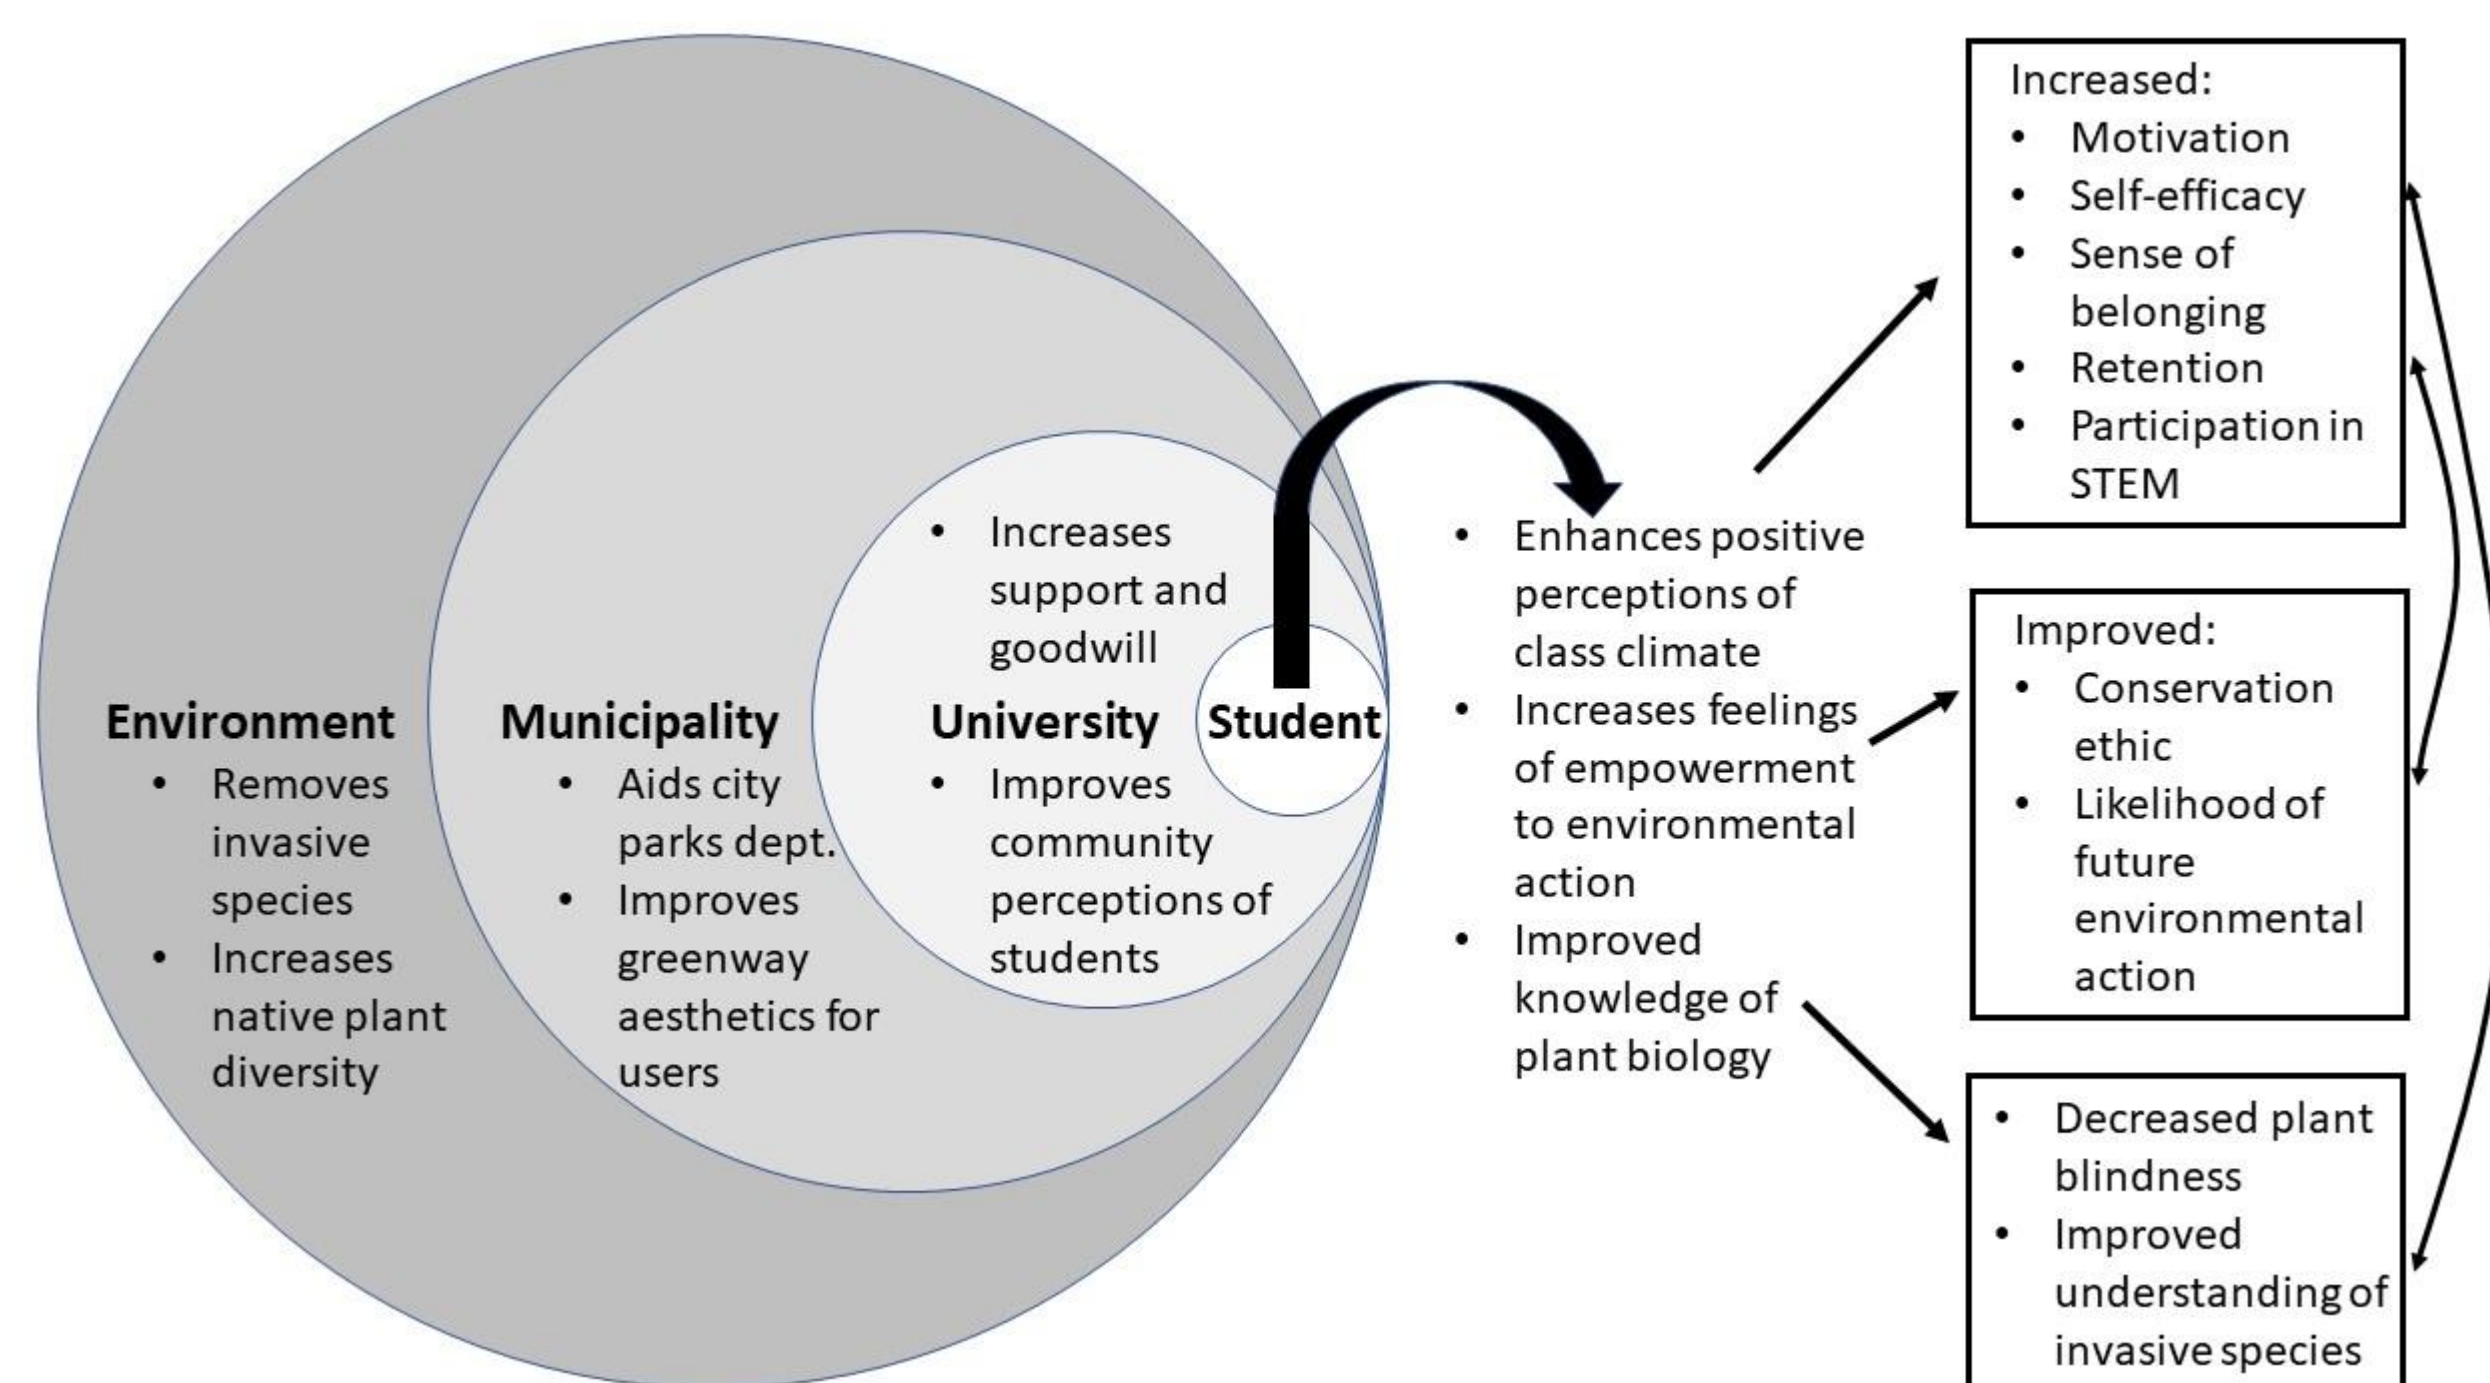 Environment
• Removes
invasive
species
• Increases
native plant
diversity
Municipality
• Aids city
parks dept.
• Improves
greenway
aesthetics for
users
• Increases
support and
goodwill
University
• Improves
community
perceptions of
students
Student
• Enhances positive
perceptions of
class climate
• Increases feelings
of empowerment
to environmental
action
• Improved
knowledge of
plant biology
Increased:
• Motivation
• Self-efficacy
• Sense of
belonging
• Retention
• Participation in
STEM
Improved:
• Conservation
ethic
• Likelihood of
future
environmental
action
• Decreased plant
blindness
• Improved
understanding of
invasive species